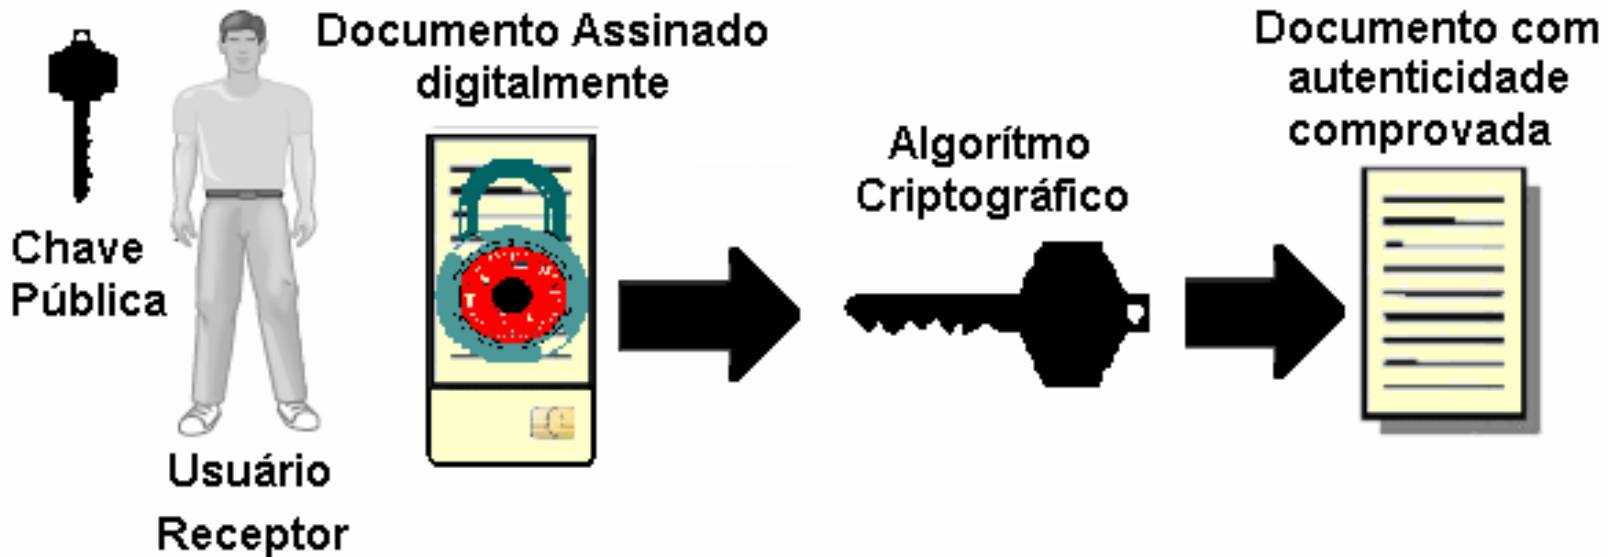 Chave
Pública
Usuário
Receptor
Documento Assinado
digitalmente
Algorítmo
Criptográfico
Documento com
autenticidade
comprovada